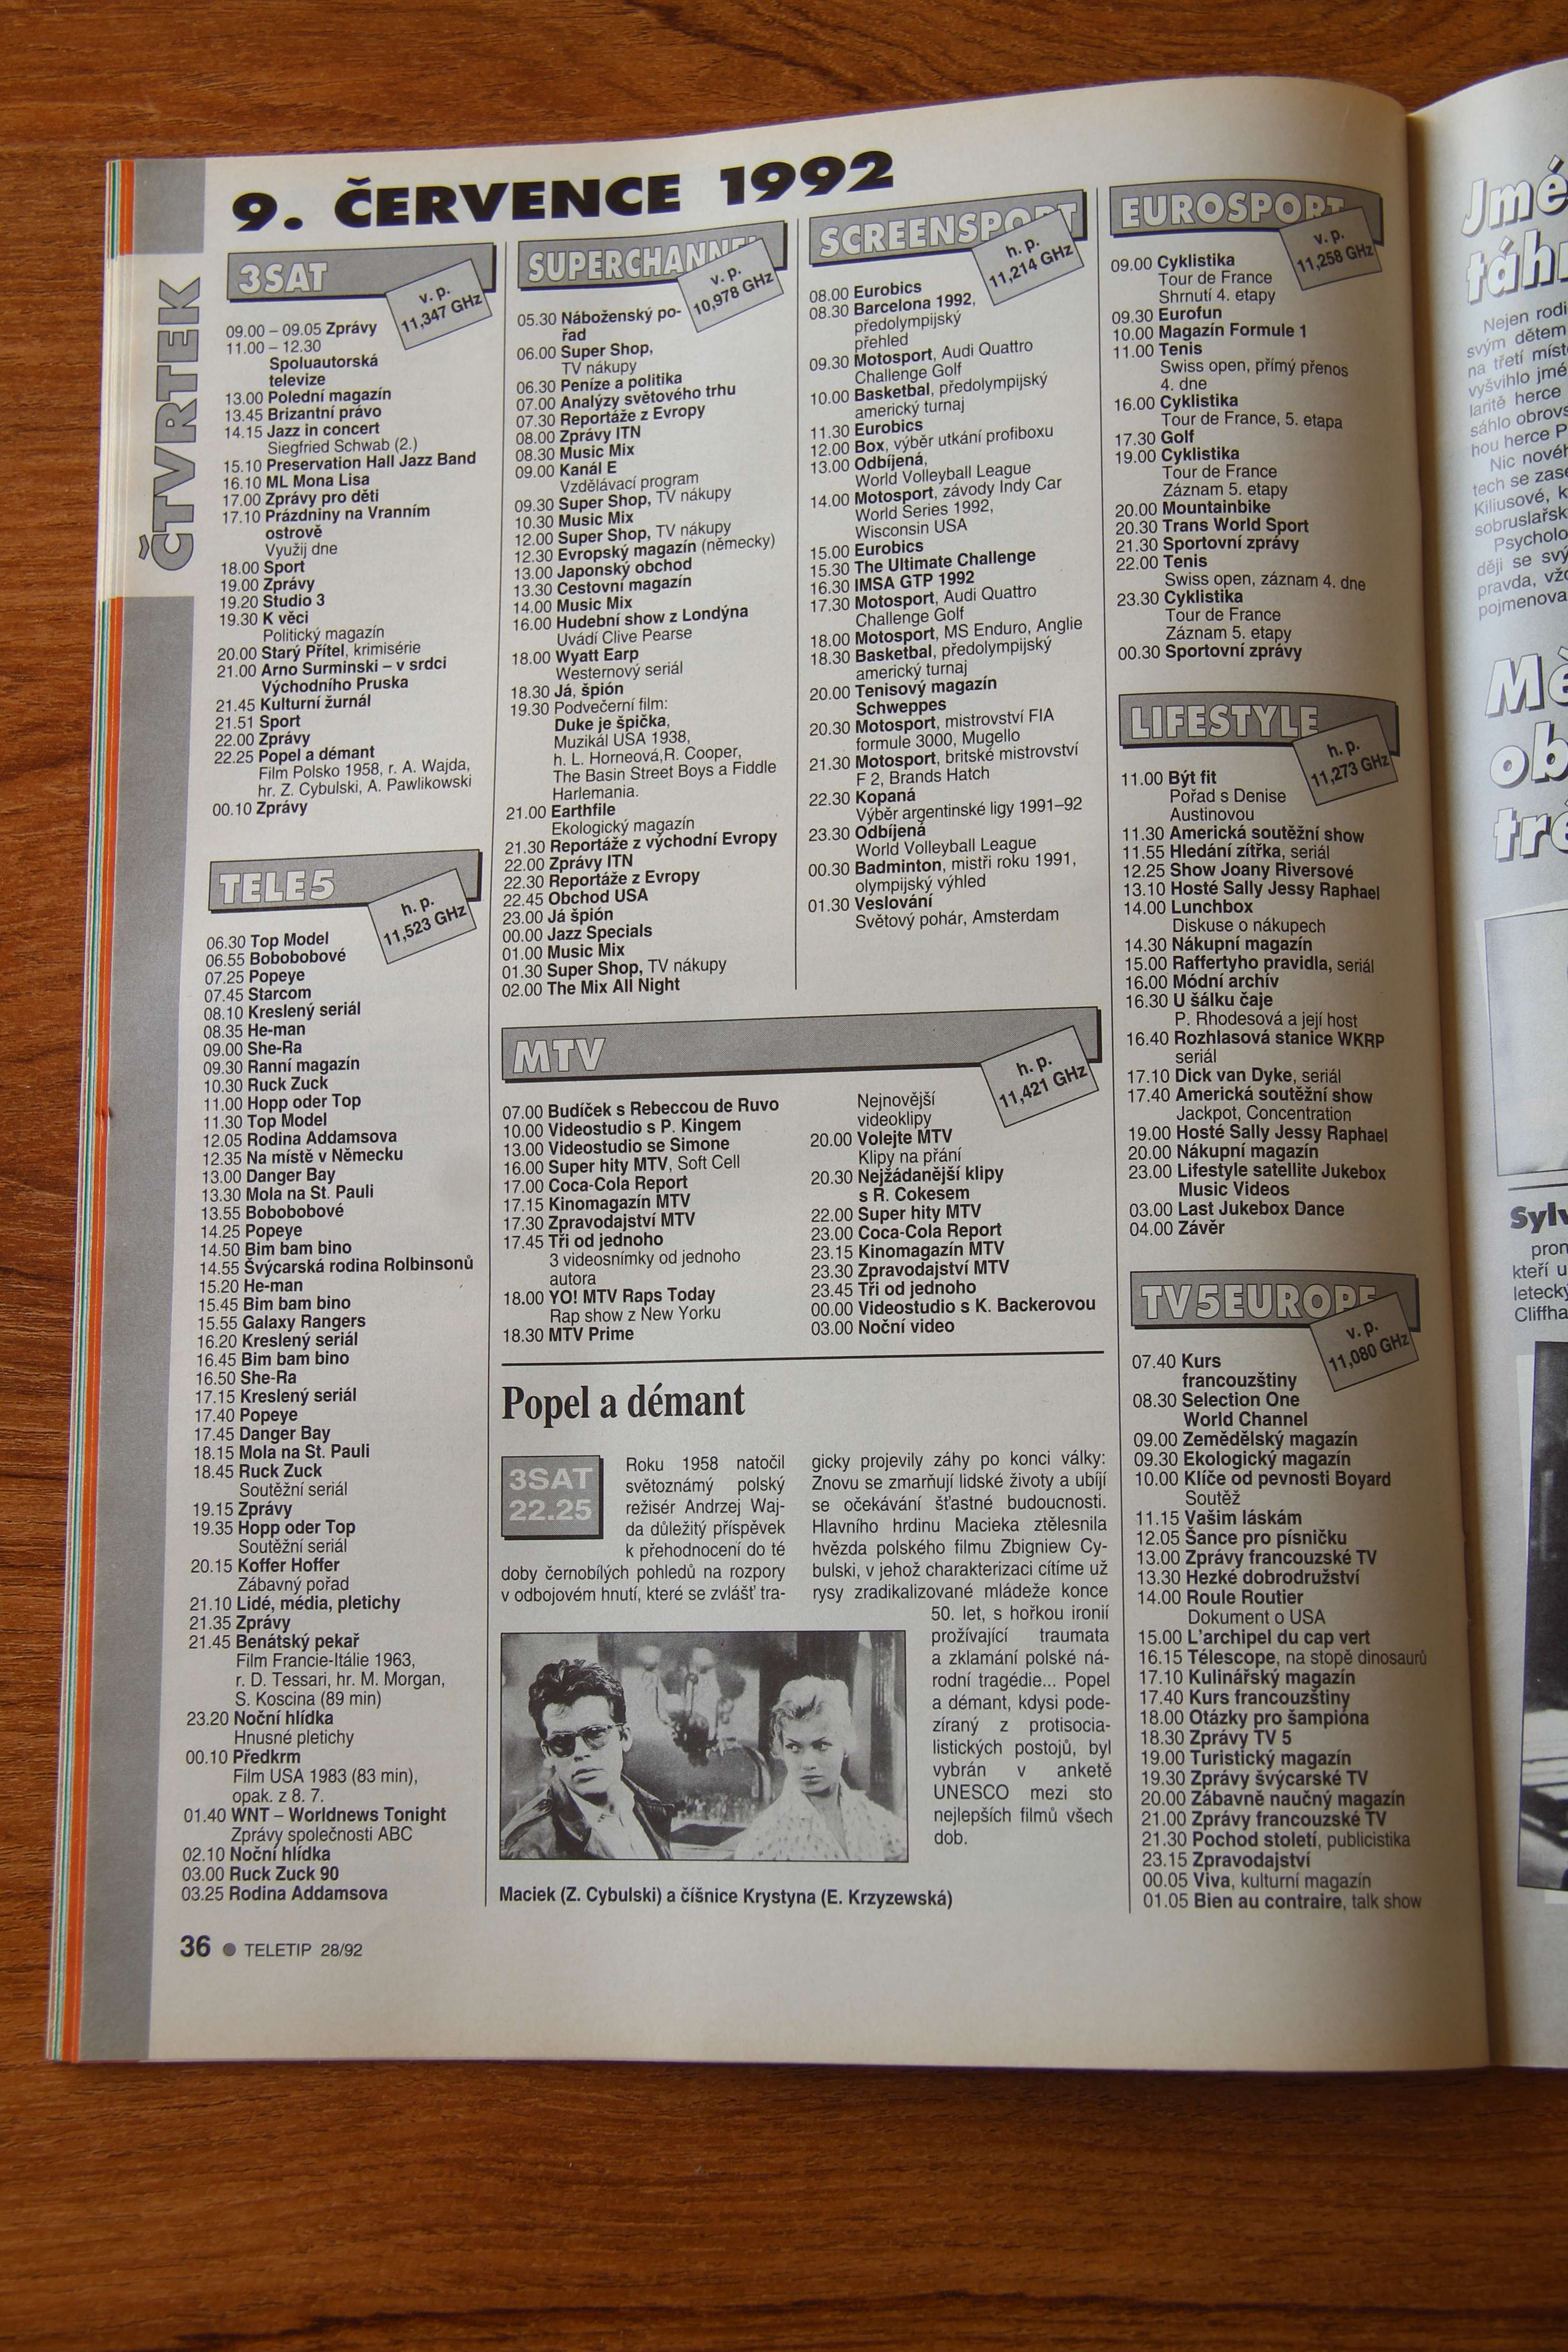 9. ČERVENCE 1992
ČTVRTEK
3SAT
v. p.
11,347 GHz
09.00 – 09.05 Zprávy
11.00 – 12.30
Spoluautorská
televize
13.00 Polední magazín
13.45 Brizantní právo
14.15 Jazz in concert
Siegfried Schwab (2.)
15.10 Preservation Hall Jazz Band
16.10 ML Mona Lisa
17.00 Zprávy pro děti
17.10 Prázdniny na Vranním
ostrově
Využij dne
18.00 Sport
19.00 Zprávy
19.20 Studio 3
19.30 K věci
Politický magazín
20.00 Starý Přítel, krimisérie
21.00 Arno Surminski – v srdci
Východního Pruska
21.45 Kulturní žurnál
21.51 Sport
22.00 Zprávy
22.25 Popel a démant
Film Polsko 1958, r. A. Wajda,
hr. Z. Cybulski, A. Pawlikowski
00.10 Zprávy
TELE5
h. p.
11,523 GHz
06.30 Top Model
06.55 Bobobobové
07.25 Popeye
07.45 Starcom
08.10 Kreslený seriál
08.35 He-man
09.00 She-Ra
09.30 Ranní magazín
10.30 Ruck Zuck
11.00 Hopp oder Top
11.30 Top Model
12.05 Rodina Addamsova
12.35 Na místě v Německu
13.00 Danger Bay
13.30 Mola na St. Pauli
13.55 Bobobobové
14.25 Popeye
14.50 Bim bam bino
14.55 Švýcarská rodina Rolbinsonů
15.20 He-man
15.45 Bim bam bino
15.55 Galaxy Rangers
16.20 Kreslený seriál
16.45 Bim bam bino
16.50 She-Ra
17.15 Kreslený seriál
17.40 Popeye
17.45 Danger Bay
18.15 Mola na St. Pauli
18.45 Ruck Zuck
Soutěžní seriál
19.15 Zprávy
19.35 Hopp oder Top
Soutěžní seriál
20.15 Koffer Hoffer
Zábavný pořad
21.10 Lidé, média, pletichy
21.35 Zprávy
21.45 Benátský pekař
Film Francie-Itálie 1963,
r. D. Tessari, hr. M. Morgan,
S. Koscina (89 min)
23.20 Noční hlídka
Hnusné pletichy
00.10 Předkrm
Film USA 1983 (83 min),
opak. z 8. 7.
01.40 WNT – Worldnews Tonight
Zprávy společnosti ABC
02.10 Noční hlídka
03.00 Ruck Zuck 90
03.25 Rodina Addamsova
SUPERCHANNEL
v. p.
10,978 GHz
05.30 Náboženský po-
řad
06.00 Super Shop,
TV nákupy
06.30 Peníze a politika
07.00 Analýzy světového trhu
07.30 Reportáže z Evropy
08.00 Zprávy ITN
08.30 Music Mix
09.00 Kanál E
Vzdělávací program
09.30 Super Shop, TV nákupy
10.30 Music Mix
12.00 Super Shop, TV nákupy
12.30 Evropský magazín (německy)
13.00 Japonský obchod
13.30 Cestovní magazín
14.00 Music Mix
16.00 Hudební show z Londýna
Uvádí Clive Pearse
18.00 Wyatt Earp
Westernový seriál
18.30 Já, špión
19.30 Podvečerní film:
Duke je špička,
Muzikál USA 1938,
h. L. Horneová,R. Cooper,
The Basin Street Boys a Fiddle
Harlemania.
21.00 Earthfile
Ekologický magazín
21.30 Reportáže z východní Evropy
22.00 Zprávy ITN
22.30 Reportáže z Evropy
22.45 Obchod USA
23.00 Já špión
00.00 Jazz Specials
01.00 Music Mix
01.30 Super Shop, TV nákupy
02.00 The Mix All Night
SCREENSPORT
h. p.
11,214 GHz
08.00 Eurobics
08.30 Barcelona 1992,
předolympijský
přehled
09.30 Motosport, Audi Quattro
Challenge Golf
10.00 Basketbal, předolympijský
americký turnaj
11.30 Eurobics
12.00 Box, výběr utkání profiboxu
13.00 Odbíjená,
World Volleyball League
14.00 Motosport, závody Indy Car
World Series 1992,
Wisconsin USA
15.00 Eurobics
15.30 The Ultimate Challenge
16.30 IMSA GTP 1992
17.30 Motosport, Audi Quattro
Challenge Golf
18.00 Motosport, MS Enduro, Anglie
18.30 Basketbal, předolympijský
americký turnaj
20.00 Tenisový magazín
Schweppes
20.30 Motosport, mistrovství FIA
formule 3000, Mugello
21.30 Motosport, britské mistrovství
F 2, Brands Hatch
22.30 Kopaná
Výběr argentinské ligy 1991–92
23.30 Odbíjená
World Volleyball League
00.30 Badminton, mistři roku 1991,
olympijský výhled
01.30 Veslování
Světový pohár, Amsterdam
MTV
h. p.
11,421 GHz
07.00 Budíček s Rebeccou de Ruvo
10.00 Videostudio s P. Kingem
13.00 Videostudio se Simone
16.00 Super hity MTV, Soft Cell
17.00 Coca-Cola Report
17.15 Kinomagazín MTV
17.30 Zpravodajství MTV
17.45 Tři od jednoho
3 videosnímky od jednoho
autora
18.00 YO! MTV Raps Today
Rap show z New Yorku
18.30 MTV Prime
Nejnovější
videoklipy
20.00 Volejte MTV
Klipy na přání
20.30 Nejžádanější klipy
s R. Cokesem
22.00 Super hity MTV
23.00 Coca-Cola Report
23.15 Kinomagazín MTV
23.30 Zpravodajství MTV
23.45 Tři od jednoho
00.00 Videostudio s K. Backerovou
03.00 Noční video
Popel a démant
3SAT
22.25
Roku 1958 natočil
světoznámý polský
režisér Andrzej Waj-
da důležitý příspěvek
k přehodnocení do té
doby černobílých pohledů na rozpory
v odbojovém hnutí, které se zvlášť tra-
gicky projevily záhy po konci války:
Znovu se zmarňují lidské životy a ubíjí
se očekávání šťastné budoucnosti.
Hlavního hrdinu Macieka ztělesnila
hvězda polského filmu Zbigniew Cy-
bulski, v jehož charakterizaci cítíme už
rysy zradikalizované mládeže konce
50. let, s hořkou ironií
prožívající traumata
a zklamání polské ná-
rodní tragédie... Popel
a démant, kdysi pode-
zíraný z protisocia-
listických postojů, byl
vybrán v anketě
UNESCO mezi sto
nejlepších filmů všech
dob.
Maciek (Z. Cybulski) a číšnice Krystyna (E. Krzyzewská)
EUROSPORT
v. p.
11,258 GHz
09.00 Cyklistika
Tour de France
Shrnutí 4. etapy
09.30 Eurofun
10.00 Magazín Formule 1
11.00 Tenis
Swiss open, přímý přenos
4. dne
16.00 Cyklistika
Tour de France, 5. etapa
17.30 Golf
19.00 Cyklistika
Tour de France
Záznam 5. etapy
20.00 Mountainbike
20.30 Trans World Sport
21.30 Sportovní zprávy
22.00 Tenis
Swiss open, záznam 4. dne
23.30 Cyklistika
Tour de France
Záznam 5. etapy
00.30 Sportovní zprávy
LIFESTYLE
h. p.
11,273 GHz
11.00 Být fit
Pořad s Denise
Austinovou
11.30 Americká soutěžní show
11.55 Hledání zítřka, seriál
12.25 Show Joany Riversové
13.10 Hosté Sally Jessy Raphael
14.00 Lunchbox
Diskuse o nákupech
14.30 Nákupní magazín
15.00 Raffertyho pravidla, seriál
16.00 Módní archív
16.30 U šálku čaje
P. Rhodesová a její host
16.40 Rozhlasová stanice WKRP
seriál
17.10 Dick van Dyke, seriál
17.40 Americká soutěžní show
Jackpot, Concentration
19.00 Hosté Sally Jessy Raphael
20.00 Nákupní magazín
23.00 Lifestyle satellite Jukebox
Music Videos
03.00 Last Jukebox Dance
04.00 Závěr
TV5EUROPE
v. p.
11,080 GHz
07.40 Kurs
francouzštiny
08.30 Selection One
World Channel
09.00 Zemědělský magazín
09.30 Ekologický magazín
10.00 Klíče od pevnosti Boyard
Soutěž
11.15 Vašim láskám
12.05 Šance pro písničku
13.00 Zprávy francouzské TV
13.30 Hezké dobrodružství
14.00 Roule Routier
Dokument o USA
15.00 L'archipel du cap vert
16.15 Télescope, na stopě dinosaurů
17.10 Kulinářský magazín
17.40 Kurs francouzštiny
18.00 Otázky pro šampióna
18.30 Zprávy TV 5
19.00 Turistický magazín
19.30 Zprávy švýcarské TV
20.00 Zábavně naučný magazín
21.00 Zprávy francouzské TV
21.30 Pochod století, publicistika
23.15 Zpravodajství
00.05 Viva, kulturní magazín
01.05 Bien au contraire, talk show
36 ● TELETIP 28/92
Jmé
táh
Nejen rodi
svým dětem
na třetí míst
vyšvihlo jmé
laritě herce
sáhlo obrovs
hou herce P
Nic nověh
tech se zase
Kiliusové, k
sobruslařsk
Psycholo
ději se svý
pravda, vžd
pojmenova
Mě
ob
tré
Sylv
pron
kteří u
letecký
Cliffha